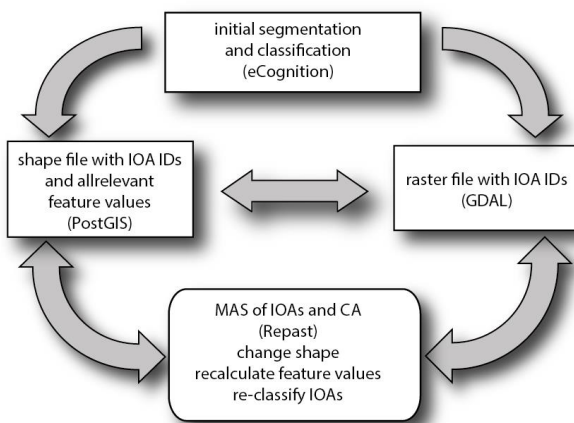 initial segmentation
and classification
(eCognition)
shape file with IOA IDs
and allrelevant
feature values
(PostGIS)
raster file with IOA IDs
(GDAL)
MAS of IOAs and CA
(Repast)
change shape
recalculate feature values
re-classify IOAs